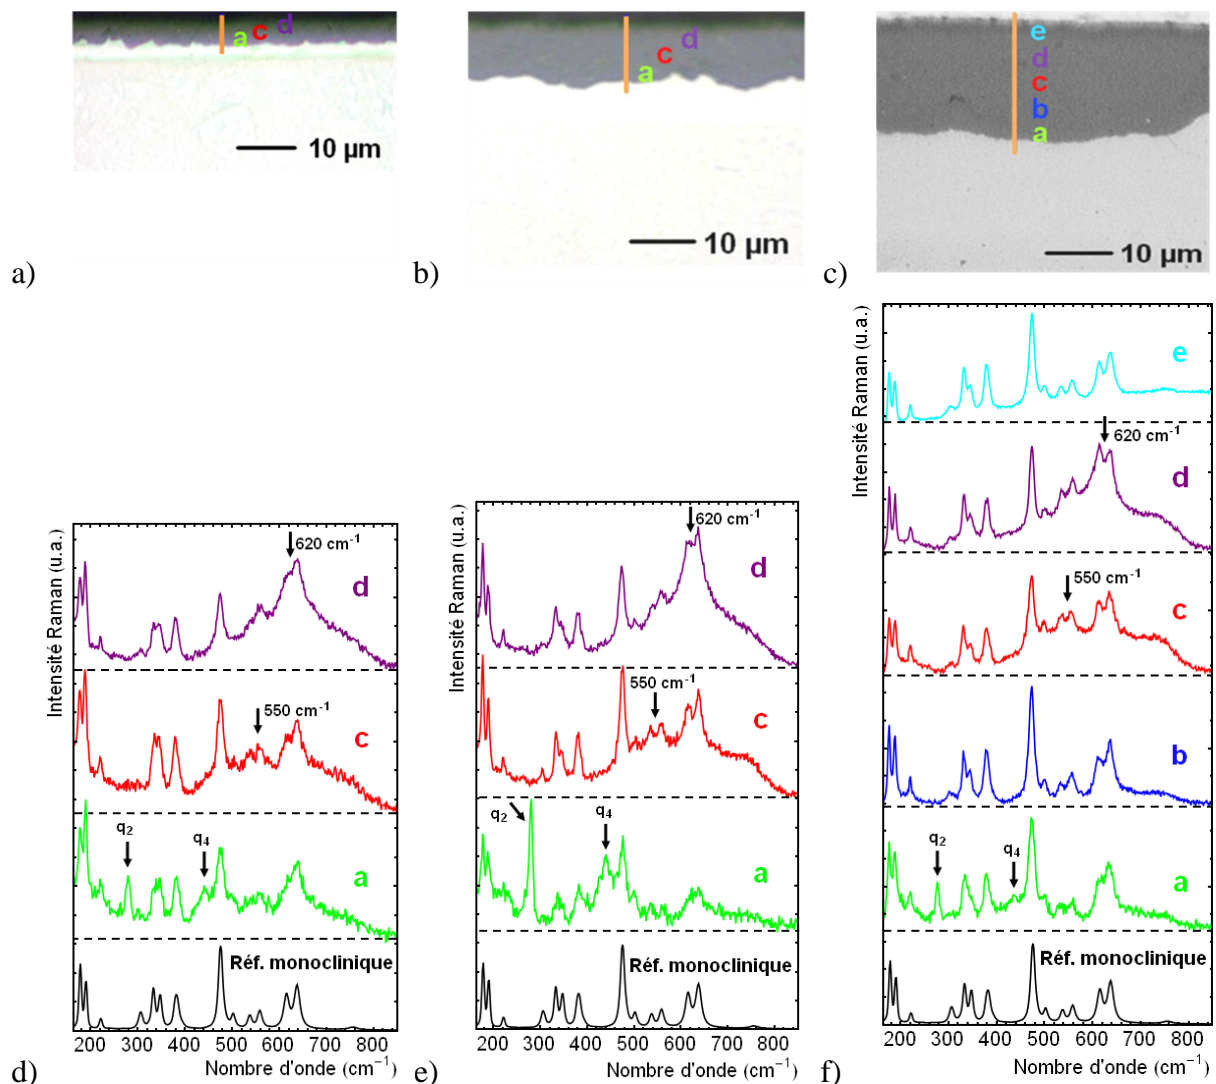 a c d
10 µm
a)
d
c
a
10 µm
b)
e
d
c
b
a
10 µm
c)
Intensité Raman (u.a.)
620 cm-1
d
550 cm-1
c
q2
q4
a
Réf. monoclinique
200 300 400 500 600 700 800
Nombre d'onde (cm−1)
d)
Intensité Raman (u.a.)
620 cm-1
d
550 cm-1
c
q2
q4
a
Réf. monoclinique
200 300 400 500 600 700 800
Nombre d'onde (cm−1)
e)
Intensité Raman (u.a.)
e
620 cm-1
d
550 cm-1
c
b
q2
q4
a
Réf. monoclinique
200 300 400 500 600 700 800
Nombre d'onde (cm−1)
f)